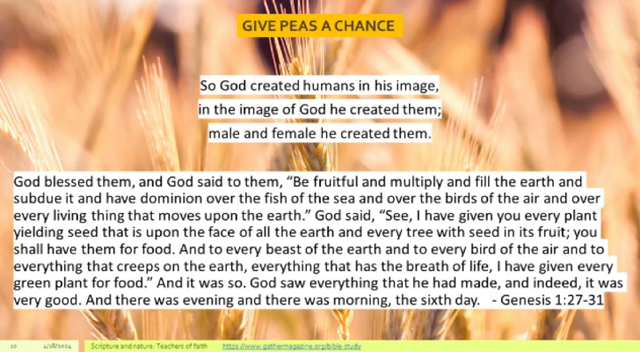 GIVE PEAS A CHANCE
So God created humans in his image,
in the image of God he created them;
male and female he created them.
God blessed them, and God said to them, “Be fruitful and multiply and fill the earth and
subdue it and have dominion over the fish of the sea and over the birds of the air and over
every living thing that moves upon the earth.” God said, “See, I have given you every plant
yielding seed that is upon the face of all the earth and every tree with seed in its fruit; you
shall have them for food. And to every beast of the earth and to every bird of the air and to
everything that creeps on the earth, everything that has the breath of life, I have given every
green plant for food.” And it was so. God saw everything that he had made, and indeed, it was
very good. And there was evening and there was morning, the sixth day. - Genesis 1:27-31
10 4/18/2024 Scripture and nature: Teachers of faith https://www.gathermagazine.org/bible-study